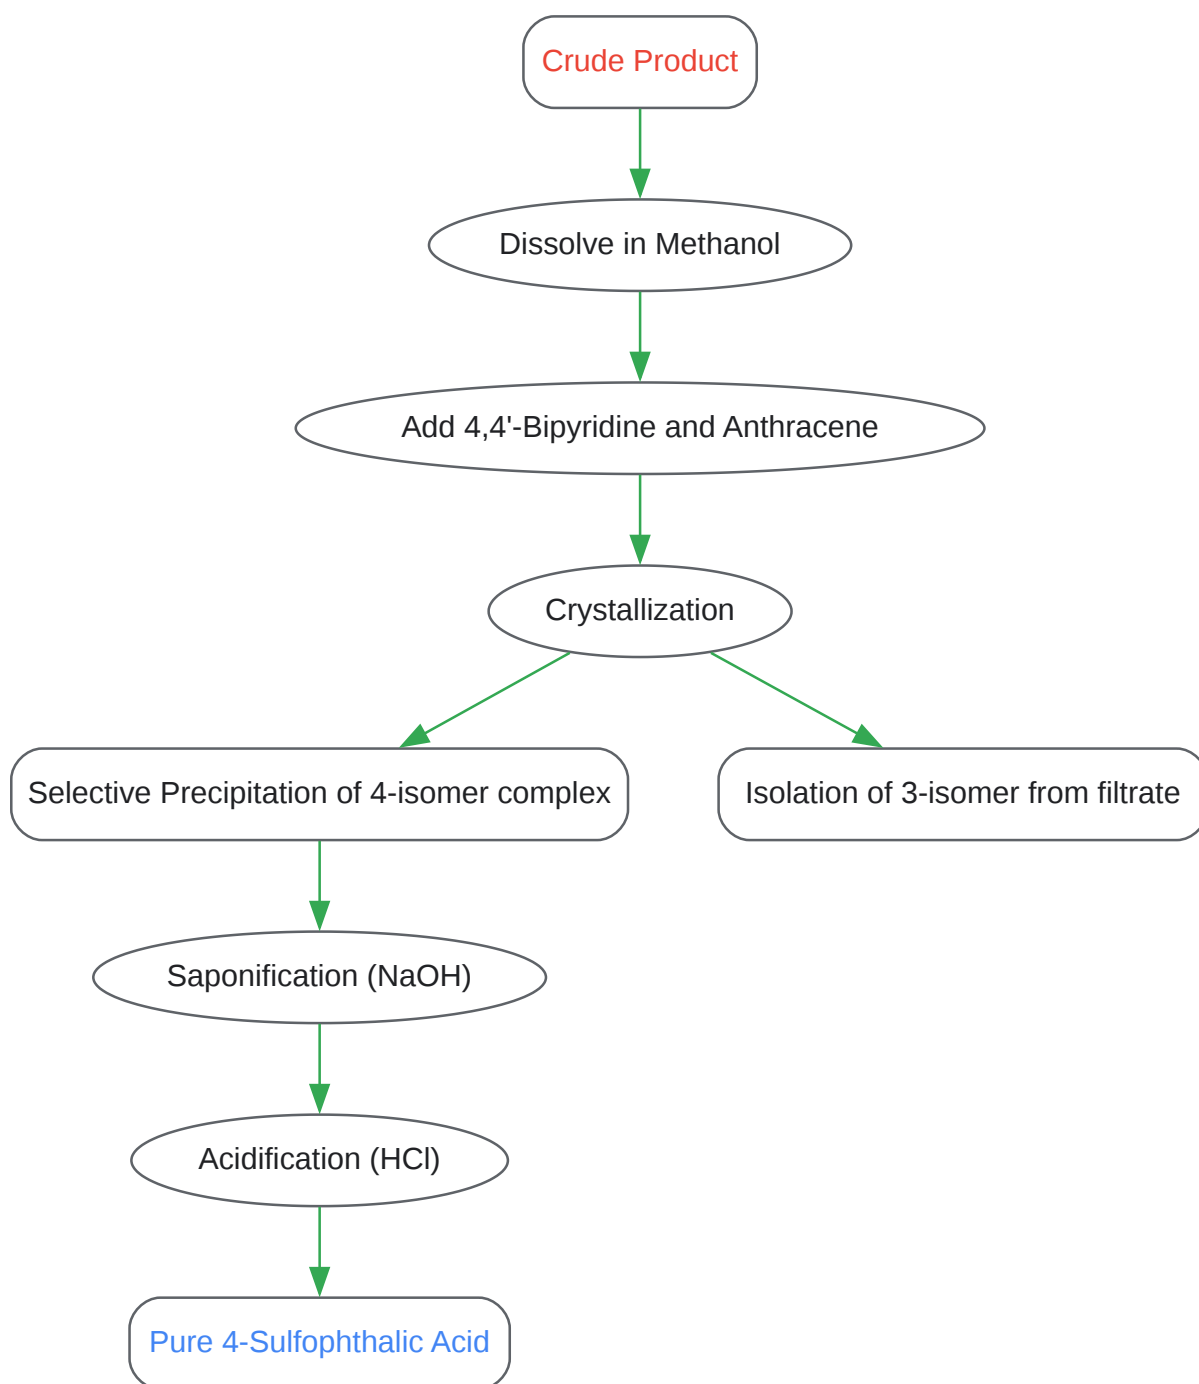 Crude Product
Dissolve in Methanol
Add 4,4'-Bipyridine and Anthracene
Crystallization
Selective Precipitation of 4-isomer complex
Isolation of 3-isomer from filtrate
Saponification (NaOH)
Acidification (HCl)
Pure 4-Sulfophthalic Acid